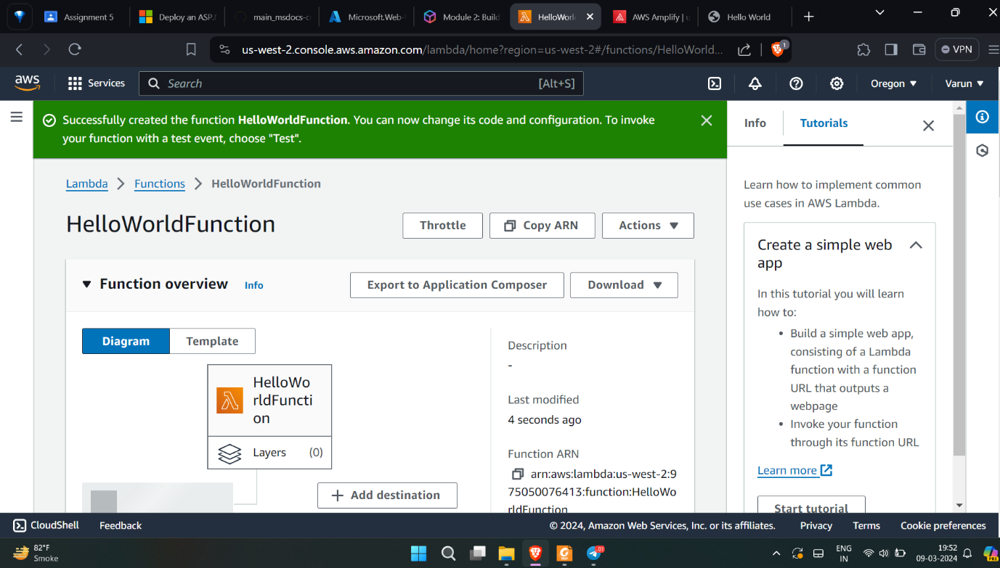 Assignment 5
Deploy an ASP.
main_msdocs-c
Microsoft.Web-
Module 2: Build
HelloWorl
AWS Amplify | u
Hello World
us-west-2.console.aws.amazon.com/lambda/home?region=us-west-2#/functions/HelloWorld...
1
VPN
aws
Services
Search
[Alt+S]
Oregon
Varun
Successfully created the function HelloWorldFunction. You can now change its code and configuration. To invoke
your function with a test event, choose "Test".
Lambda > Functions > HelloWorldFunction
HelloWorldFunction
Throttle
Copy ARN
Actions
Function overview Info
Export to Application Composer
Download
Diagram
Template
HelloWo
rldFuncti
on
Layers (0)
+ Add destination
Description
-
Last modified
4 seconds ago
Function ARN
arn:aws:lambda:us-west-2:9
75050076413:function:HelloWo
rldFunction
Info
Tutorials
Learn how to implement common
use cases in AWS Lambda.
Create a simple web
app
In this tutorial you will learn
how to:
• Build a simple web app,
consisting of a Lambda
function with a function
URL that outputs a
webpage
• Invoke your function
through its function URL
Learn more
Start tutorial
CloudShell
Feedback
© 2024, Amazon Web Services, Inc. or its affiliates.
Privacy
Terms
Cookie preferences
82°F
Smoke
ENG
IN
19:52
09-03-2024
PRE